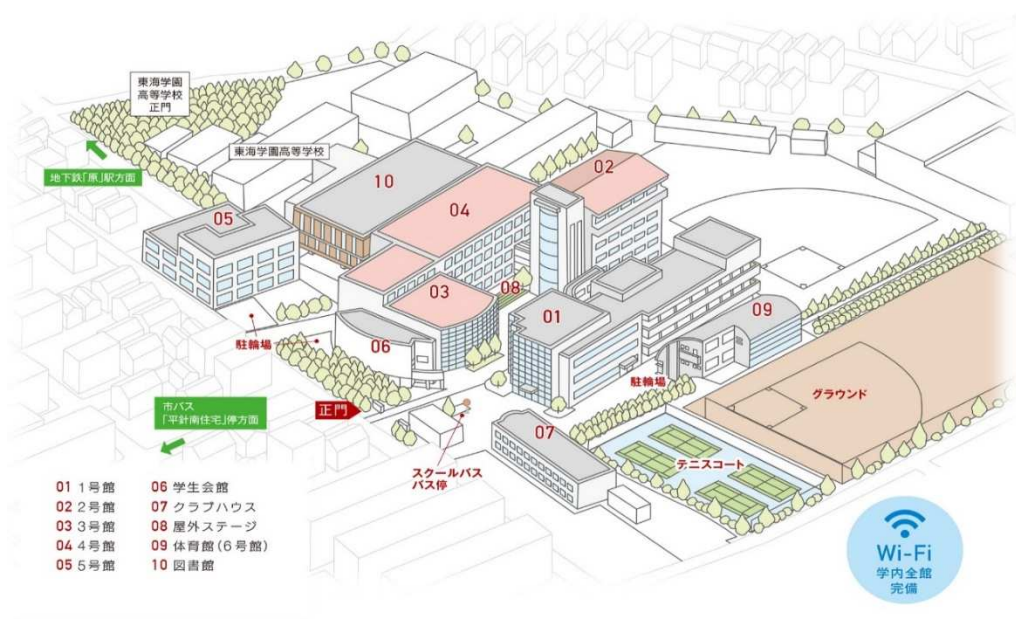 東海学園
高等学校
正門
東海学園高等学校
地下鉄「原」駅方面
10
02
04
05
03
08
01
09
06
駐輪場
駐輪場
グラウンド
市バス
「平針南住宅」停方面
正門
07
テニスコート
スクールバス
バス停
01 1号館
02 2号館
03 3号館
04 4号館
05 5号館
06 学生会館
07 クラブハウス
08 屋外ステージ
09 体育館(6号館)
10 図書館
Wi-Fi
学内全館
完備